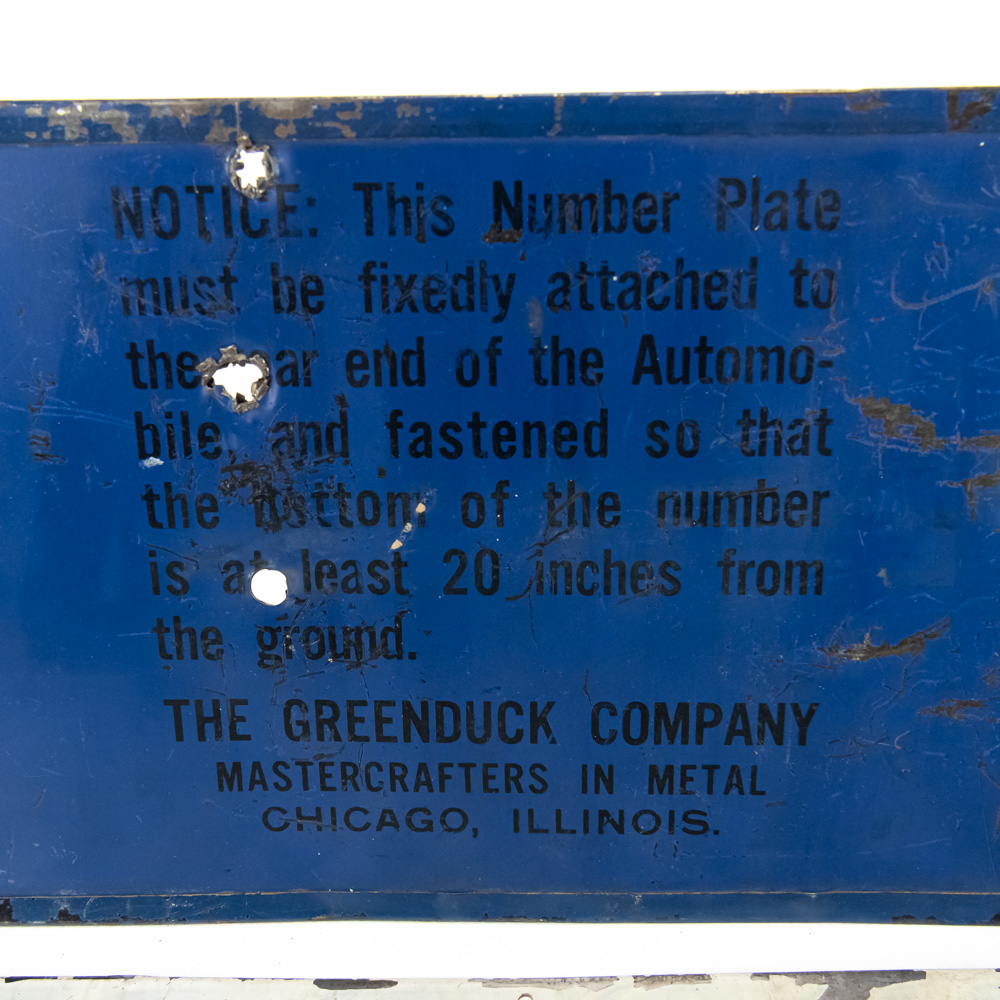 NOTICE: This Number Plate
must be fixedly attached to
the rear end of the Automo-
bile, and fastened so that
the bottom of the number
is at least 20 inches from
the ground.
THE GREENDUCK COMPANY
MASTERCRAFTERS IN METAL
CHICAGO, ILLINOIS.